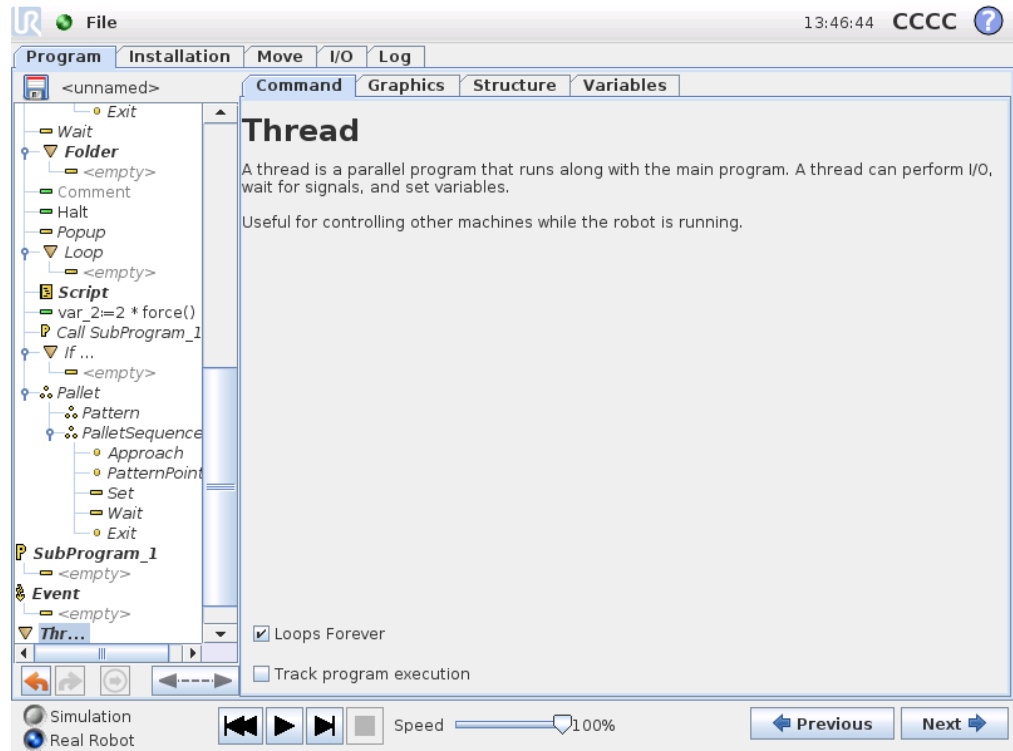 UR File 13:46:44 CCCC ?
Program Installation Move I/O Log
<unnamed> Command Graphics Structure Variables
Exit
Wait
Folder
<empty>
Comment
Halt
Popup
Loop
<empty>
Script
var_2:=2 * force()
Call SubProgram_1
If ...
<empty>
Pallet
Pattern
PalletSequence
Approach
PatternPoint
Set
Wait
Exit
SubProgram_1
<empty>
Event
<empty>
Thr...
Thread
A thread is a parallel program that runs along with the main program. A thread can perform I/O,
wait for signals, and set variables.
Useful for controlling other machines while the robot is running.
Loops Forever
Track program execution
Simulation
Real Robot
Speed 100%
Previous Next